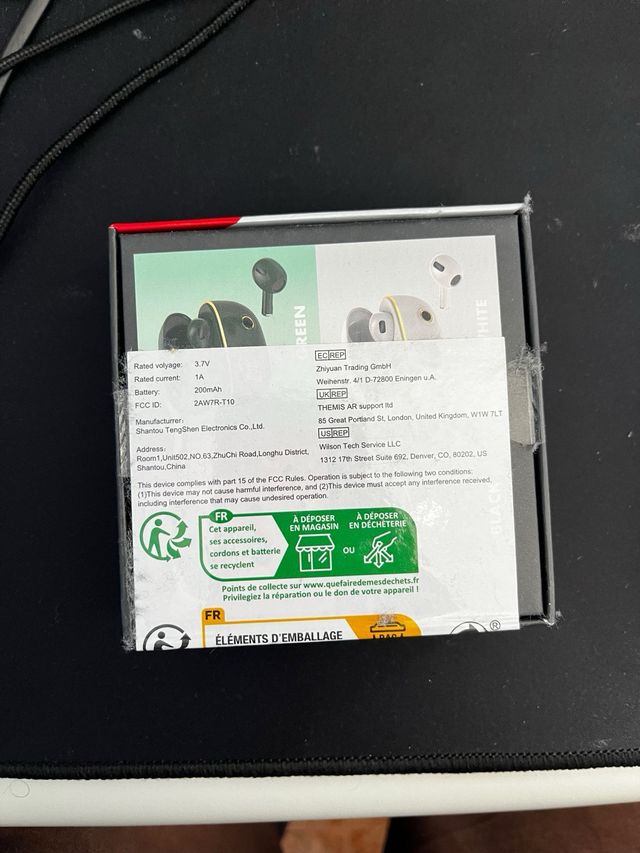 GREEN
WHITE
Rated volyage: 3.7V
Rated current: 1A
Battery: 200mAh
FCC ID: 2AW7R-T10
Manufacturer:
Shantou TengShen Electronics Co.,Ltd.
Address:
Room1,Unit502,NO.63,ZhuChi Road,Longhu District,
Shantou,China
EC REP
Zhiyuan Trading GmbH
Weihenstr. 4/1 D-72800 Eningen u.A.
UK REP
THEMIS AR support ltd
85 Great Portland St, London, United Kingdom, W1W 7LT
US REP
Wilson Tech Service LLC
1312 17th Street Suite 692, Denver, CO, 80202, US
This device complies with part 15 of the FCC Rules. Operation is subject to the following two conditions:
(1)This device may not cause harmful interference, and (2)This device must accept any interference received,
including interference that may cause undesired operation.
FR
Cet appareil,
ses accessoires,
cordons et batterie
se recyclent
À DÉPOSER
EN MAGASIN
OU
À DÉPOSER
EN DÉCHÈTERIE
Points de collecte sur www.quefairedemesdechets.fr
Privilegiez la réparation ou le don de votre appareil !
FR
ÉLÉMENTS D'EMBALLAGE
®
BLACK